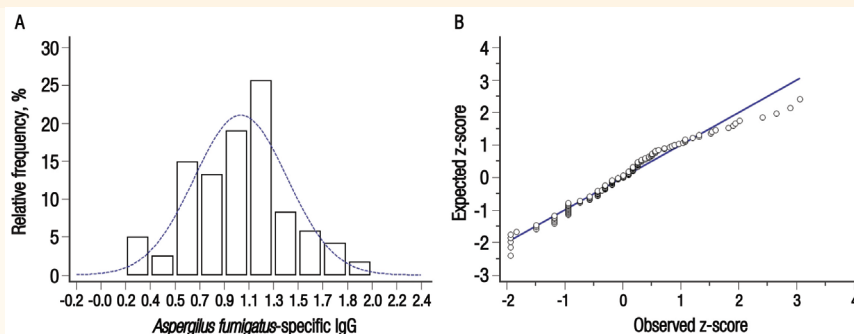 A
Relative frequency, %
30
25
20
15
10
5
0
-0.2 -0.0 0.2 0.4 0.5 0.7 0.9 1.1 1.3 1.5 1.7 1.8 2.0 2.2 2.4
Aspergilus fumigatus-specific IgG
B
Expected z-score
4
3
2
1
0
-1
-2
-3
-2 -1 0 1 2 3 4
Observed z-score